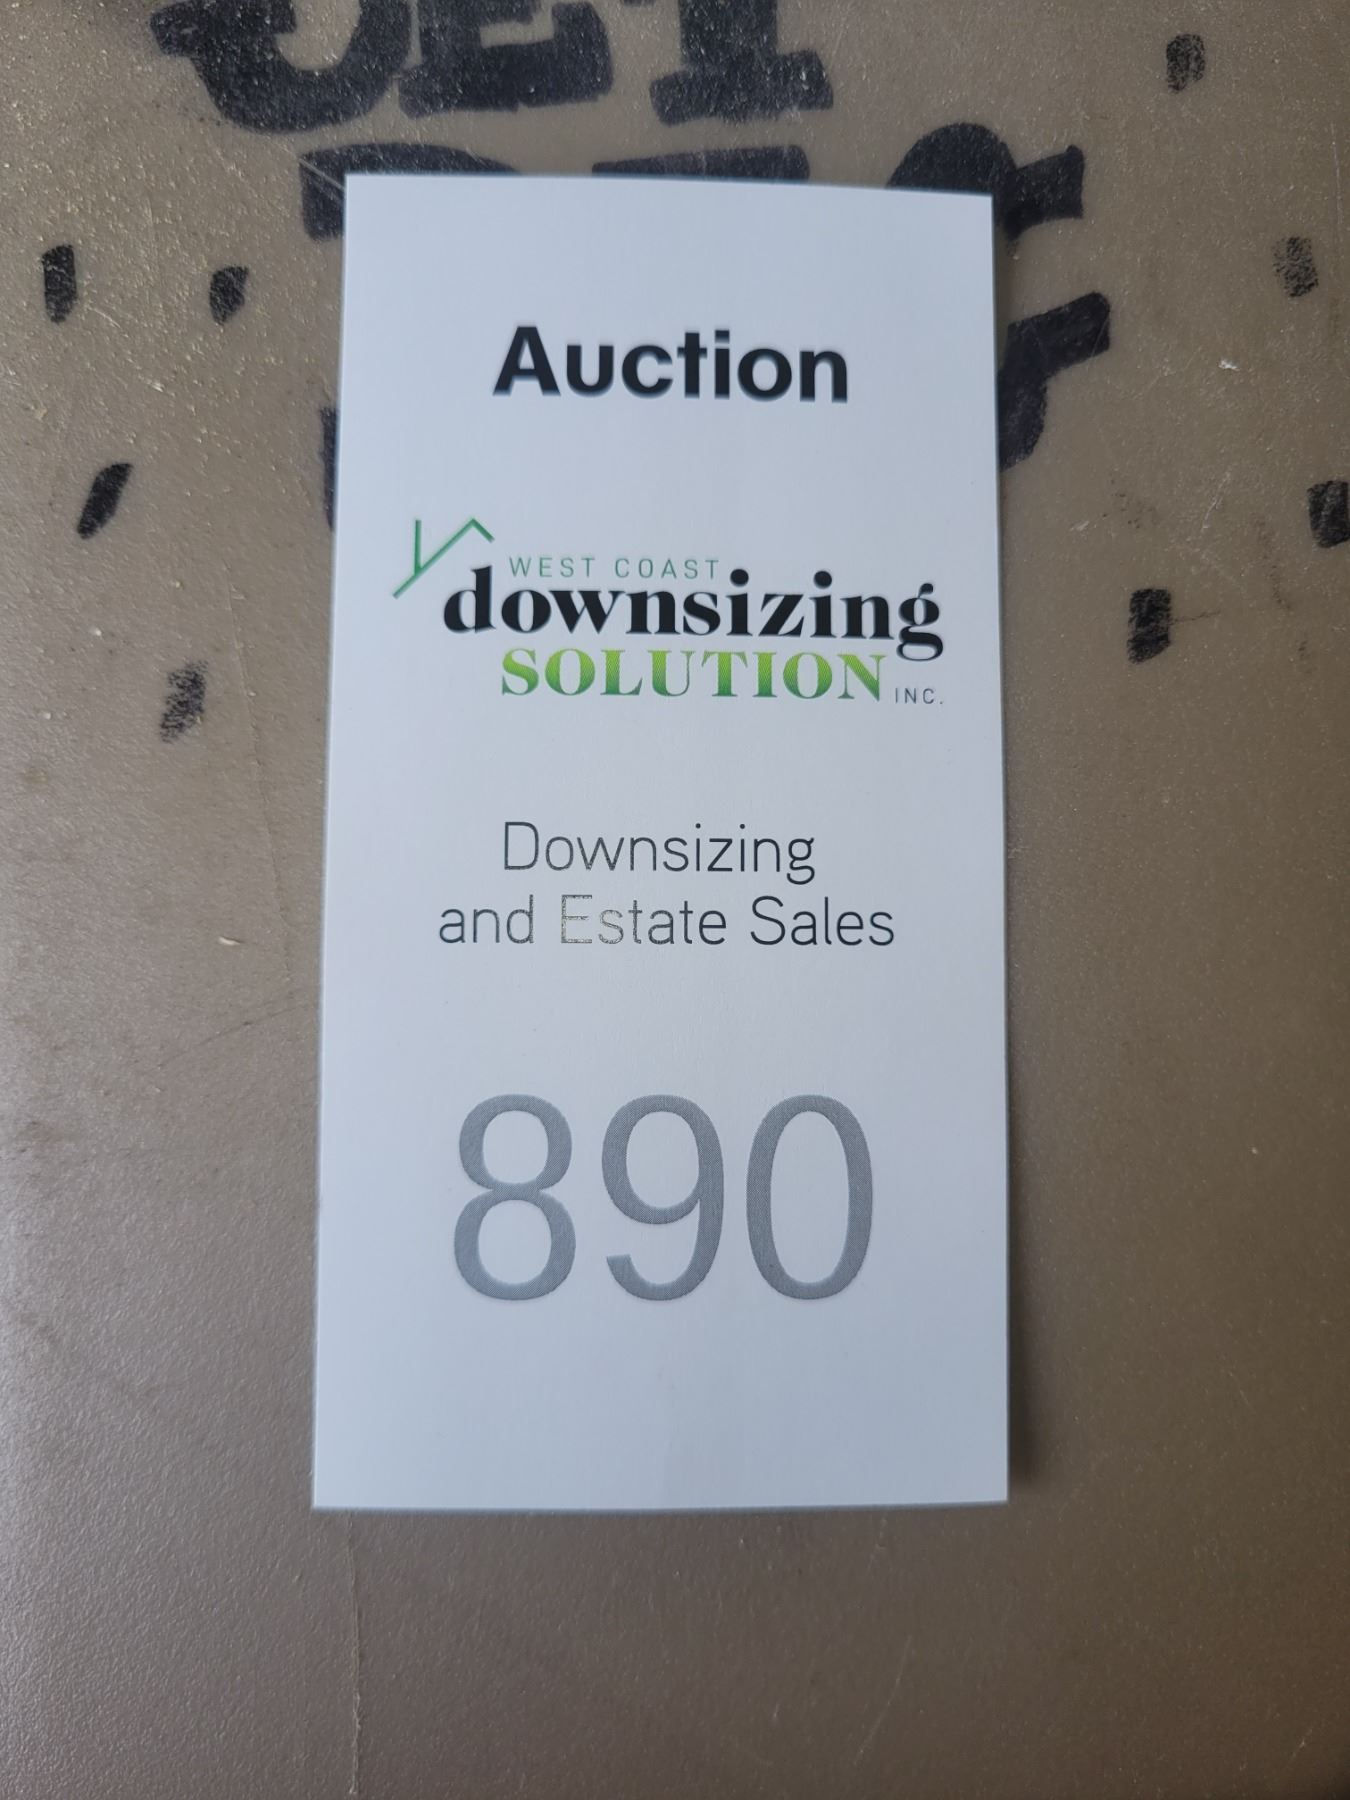 Auction
WEST COAST
downsizing
SOLUTION INC.
Downsizing
and Estate Sales
890